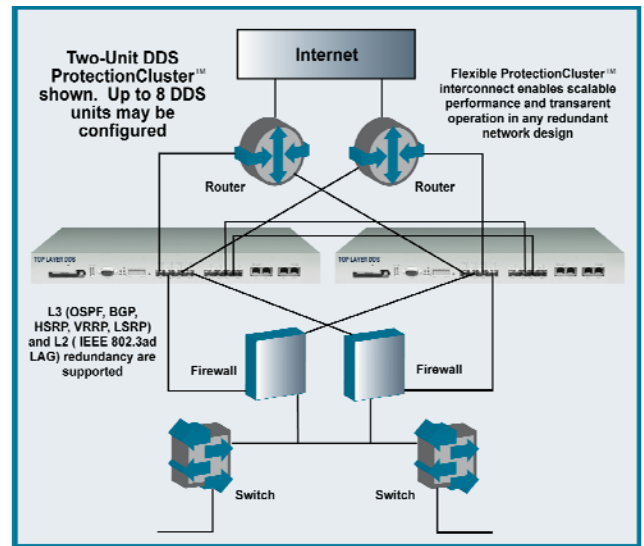 Internet
Two-Unit DDS
ProtectionCluster™
shown. Up to 8 DDS
units may be
configured
Flexible ProtectionCluster™
interconnect enables scalable
performance and transarent
operation in any redundant
network design
Router
Router
TOP LAYER DDS
TOP LAYER DDS
L3 (OSPF, BGP,
HSRP, VRRP, LSRP)
and L2 ( IEEE 802.3ad
LAG) redundancy are
supported
Firewall
Firewall
Switch
Switch